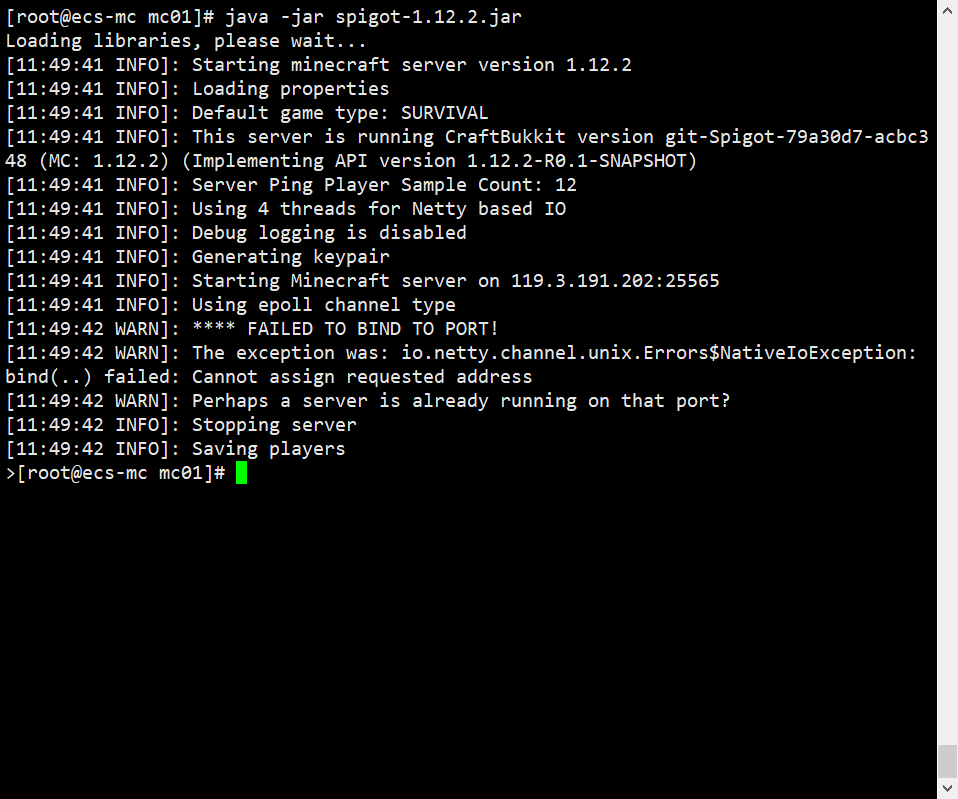 [root@ecs-mc mc01]# java -jar spigot-1.12.2.jar
Loading libraries, please wait...
[11:49:41 INFO]: Starting minecraft server version 1.12.2
[11:49:41 INFO]: Loading properties
[11:49:41 INFO]: Default game type: SURVIVAL
[11:49:41 INFO]: This server is running CraftBukkit version git-Spigot-79a30d7-acbc3
48 (MC: 1.12.2) (Implementing API version 1.12.2-R0.1-SNAPSHOT)
[11:49:41 INFO]: Server Ping Player Sample Count: 12
[11:49:41 INFO]: Using 4 threads for Netty based IO
[11:49:41 INFO]: Debug logging is disabled
[11:49:41 INFO]: Generating keypair
[11:49:41 INFO]: Starting Minecraft server on 119.3.191.202:25565
[11:49:41 INFO]: Using epoll channel type
[11:49:42 WARN]: **** FAILED TO BIND TO PORT!
[11:49:42 WARN]: The exception was: io.netty.channel.unix.Errors$NativeIoException:
bind(..) failed: Cannot assign requested address
[11:49:42 WARN]: Perhaps a server is already running on that port?
[11:49:42 INFO]: Stopping server
[11:49:42 INFO]: Saving players
>[root@ecs-mc mc01]#